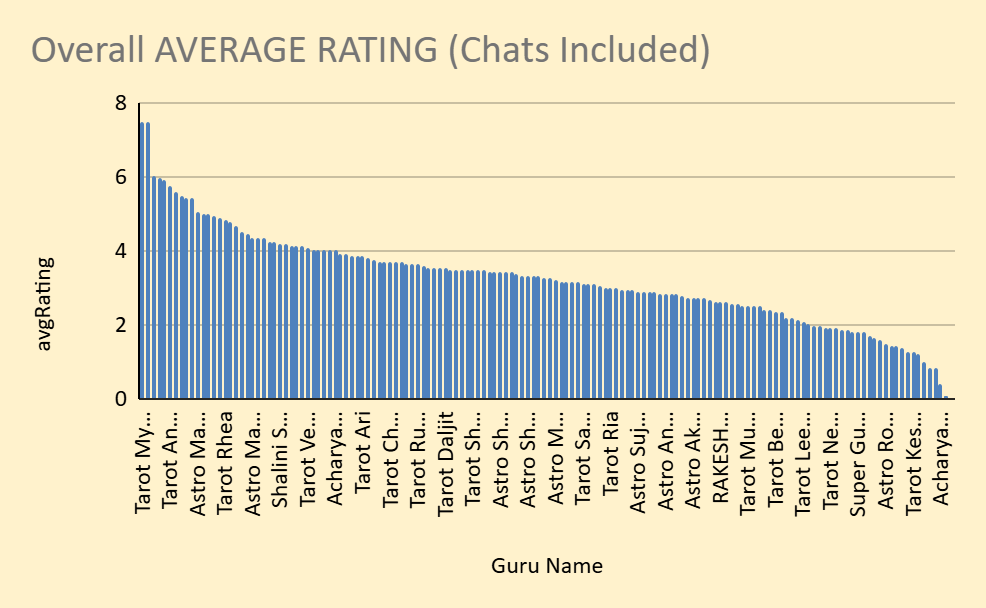 Overall AVERAGE RATING (Chats Included)
8
6
4
2
0
avgRating
Tarot My...
Tarot An...
Astro Ma...
Tarot Rhea
Astro Ma...
Shalini S...
Tarot Ve...
Acharya...
Tarot Ari
Tarot Ch...
Tarot Ru...
Tarot Daljit
Tarot Sh...
Astro Sh...
Astro Sh...
Astro M...
Tarot Sa...
Tarot Ria
Astro Suj...
Astro An...
Astro Ak...
RAKESH...
Tarot Mu...
Tarot Be...
Tarot Lee...
Tarot Ne...
Super Gu...
Astro Ro...
Tarot Kes...
Acharya...
Guru Name